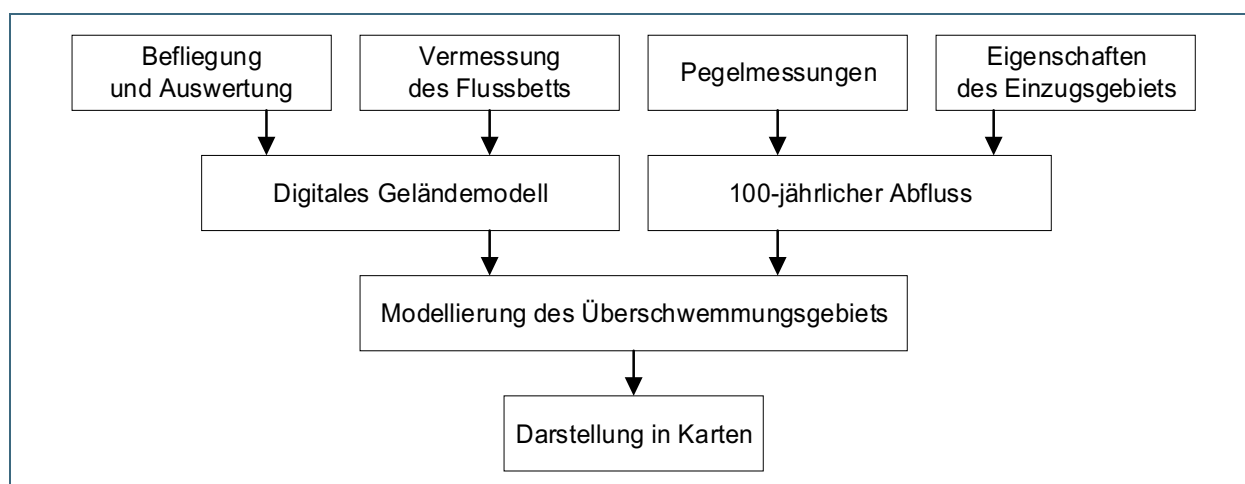 Befliegung
und Auswertung
Vermessung
des Flussbetts
Pegelmessungen
Eigenschaften
des Einzugsgebiets
Digitales Geländemodell
100-jährlicher Abfluss
Modellierung des Überschwemmungsgebiets
Darstellung in Karten